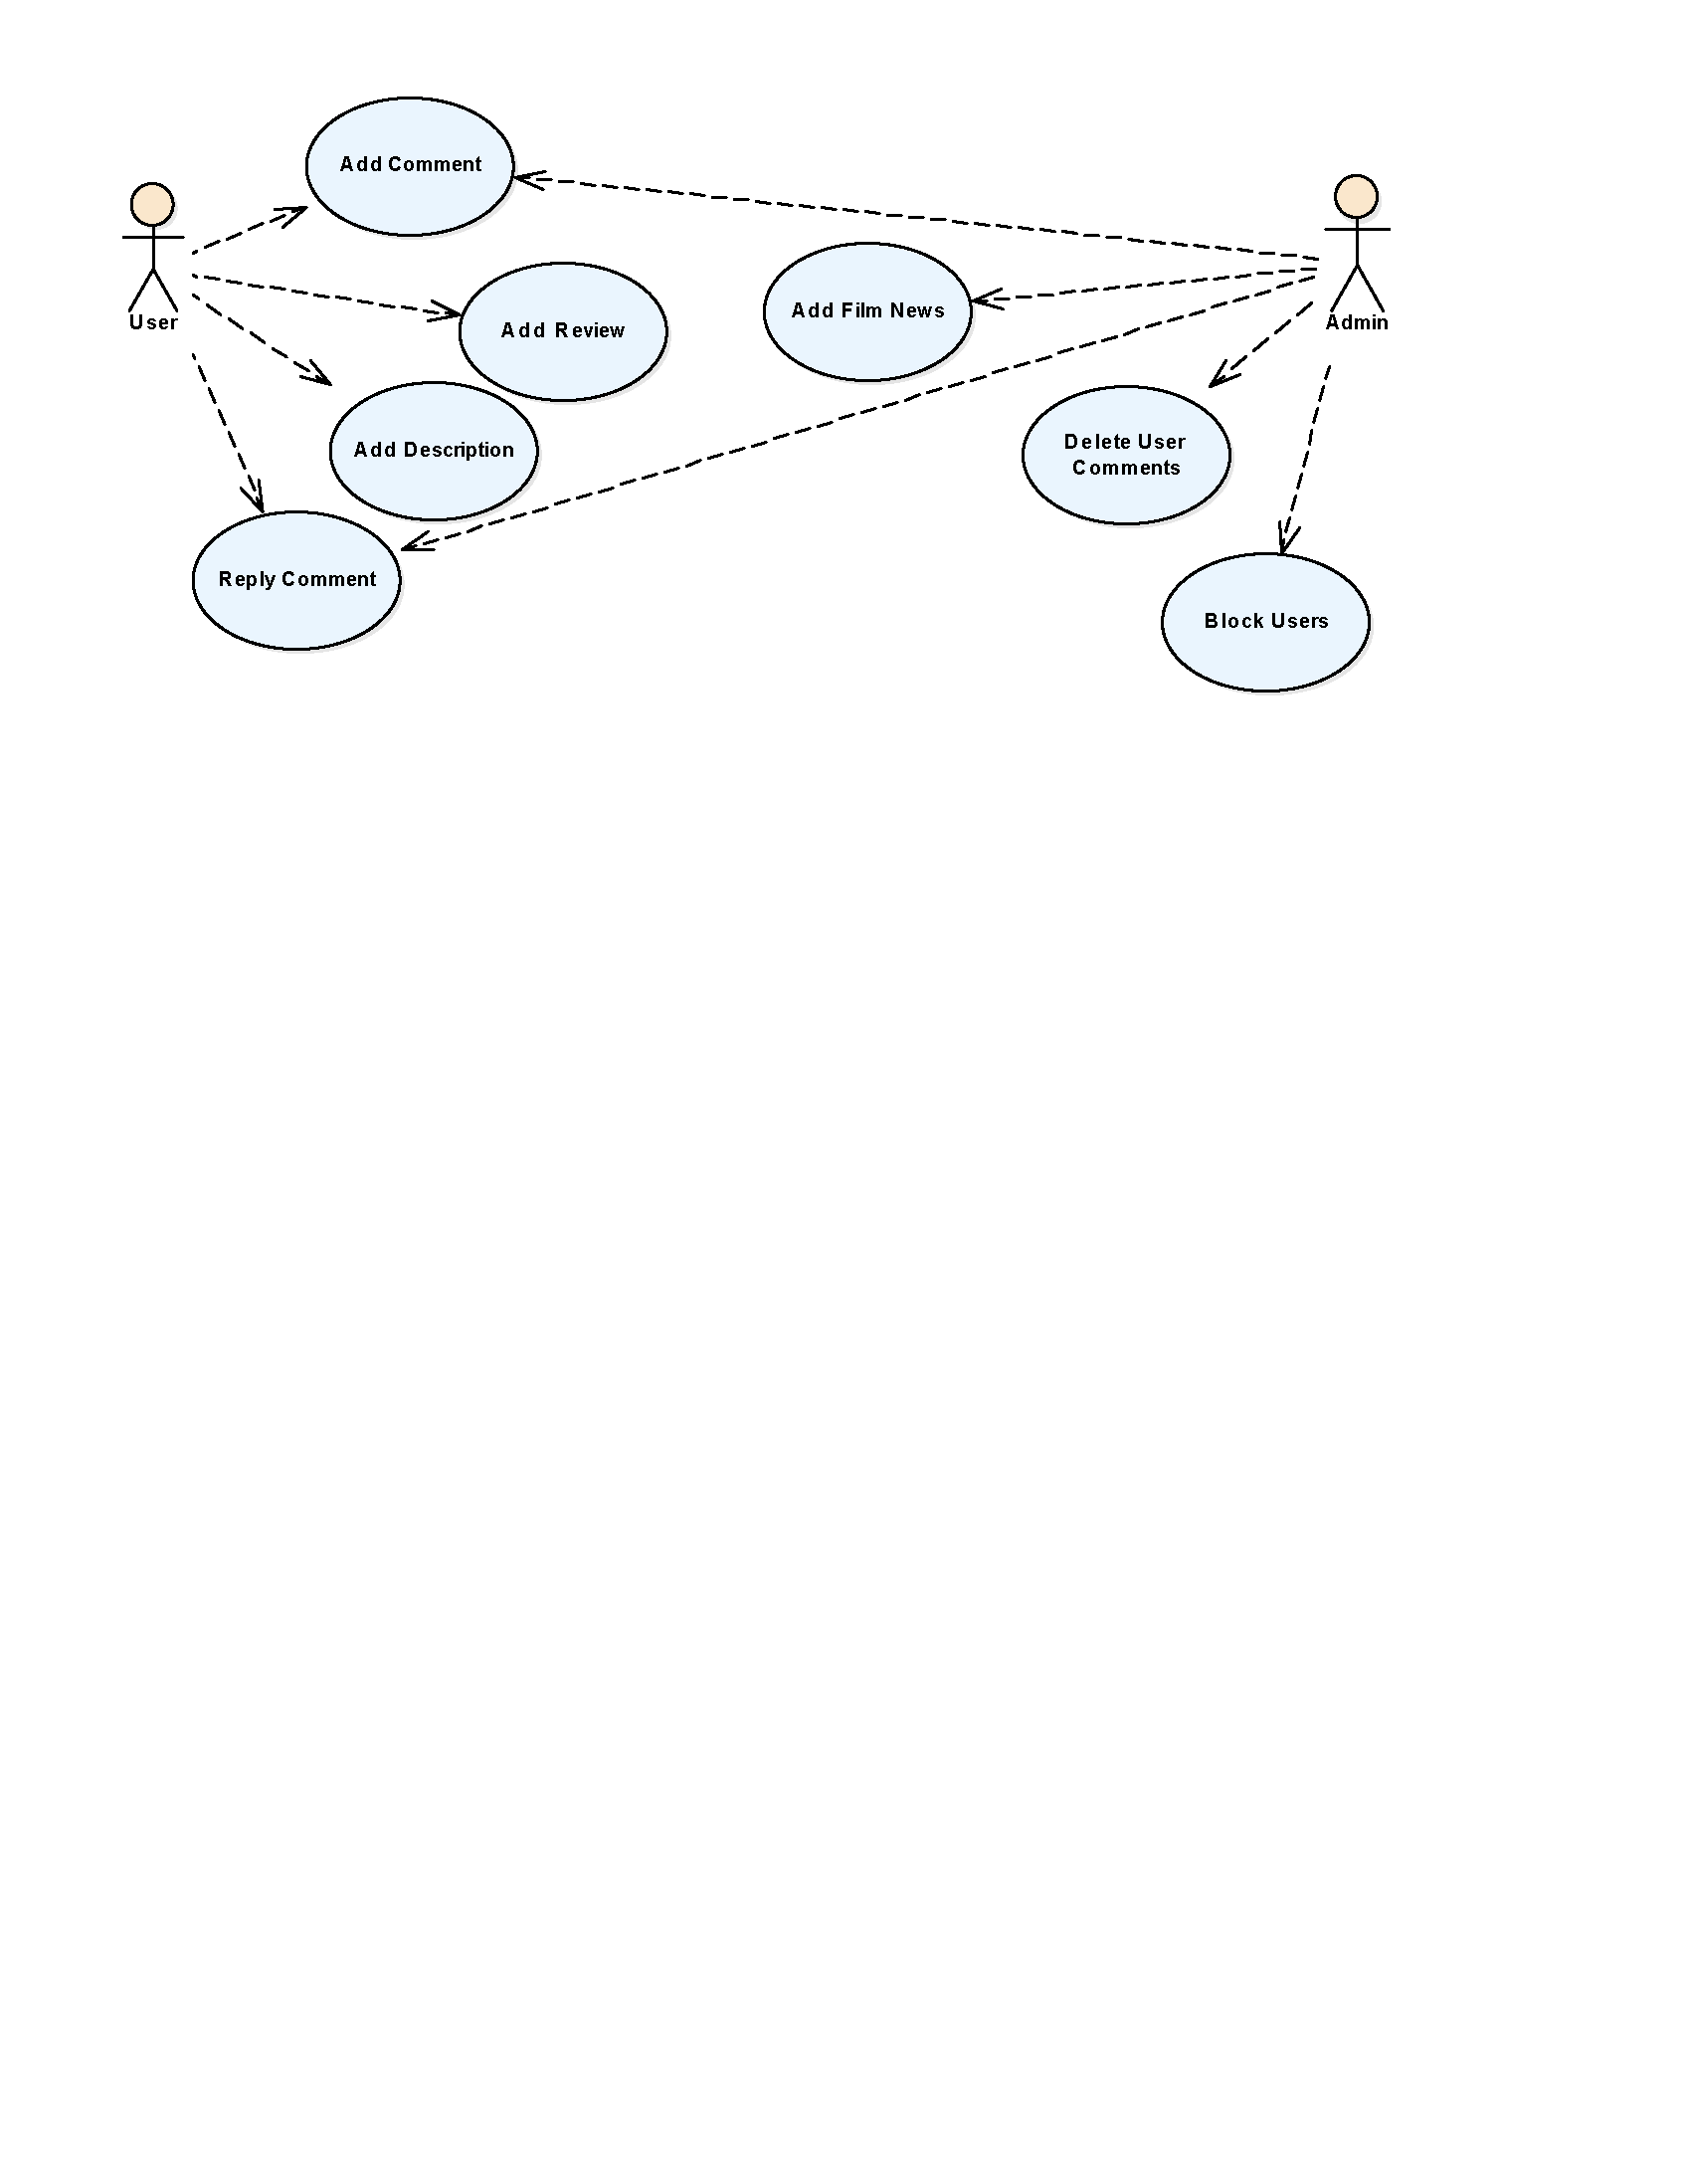 Add Comment
User
Add Review
Add Film News
Admin
Add Description
Delete User
Comments
Reply Comment
Block Users